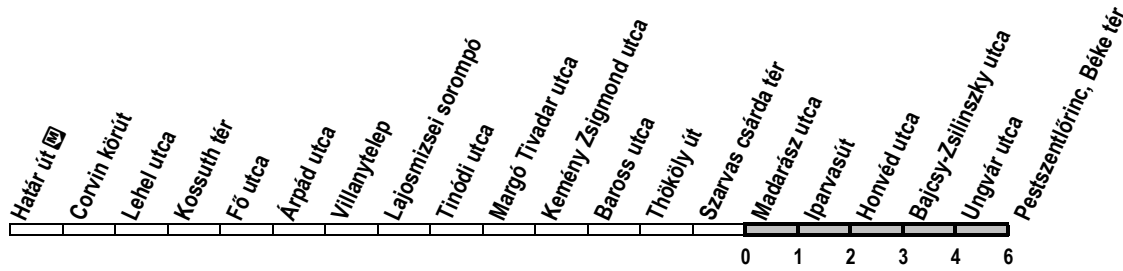 Határ út M
Corvin körút
Lehel utca
Kossuth tér
Fő utca
Árpád utca
Villanytelep
Lajosmizsei sorompó
Tinódi utca
Margó Tivadar utca
Kemény Zsigmond utca
Baross utca
Thököly út
Szarvas csárda tér
Madarász utca
Iparvasút
Honvéd utca
Bajcsy-Zsilinszky utca
Ungvár utca
Pestszentlőrinc, Béke tér
0 1 2 3 4 6